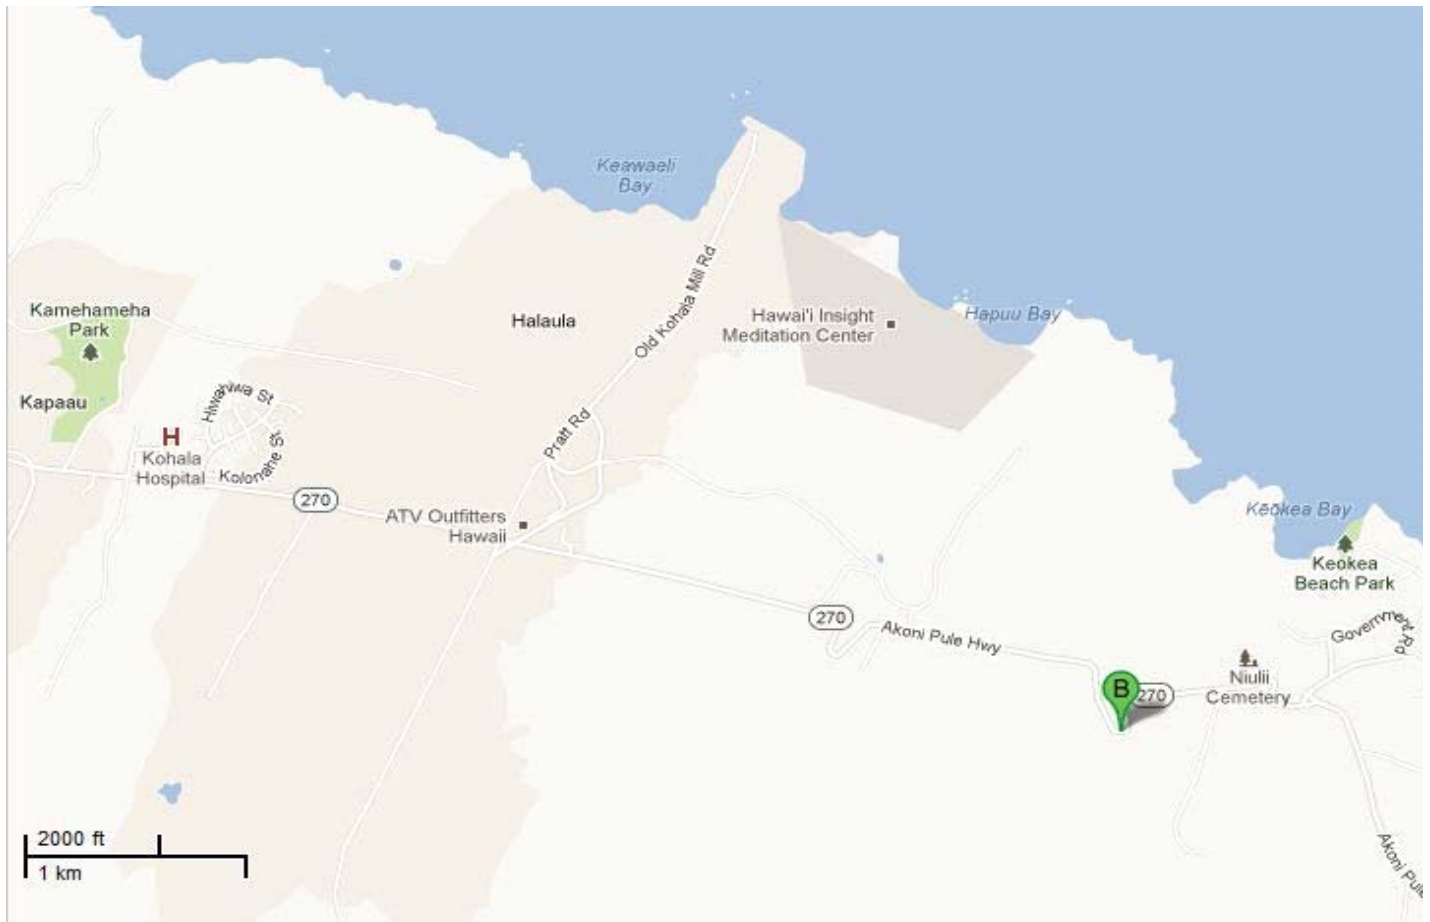 Keawaeli
Bay
Old Kohala Mill Rd
Kamehameha
Park
Halaula
Hawai'i Insight
Meditation Center
Hapuu Bay
Kapaau
Hiwahiwa St
Pratt Rd
H
Kohala
Hospital
Kolonahe St
270
ATV Outfitters
Hawaii
Keokea Bay
Keokea
Beach Park
270
Akoni Pule Hwy
Government Rd
Niulii
Cemetery
B
270
2000 ft
1 km
Akoni Pule